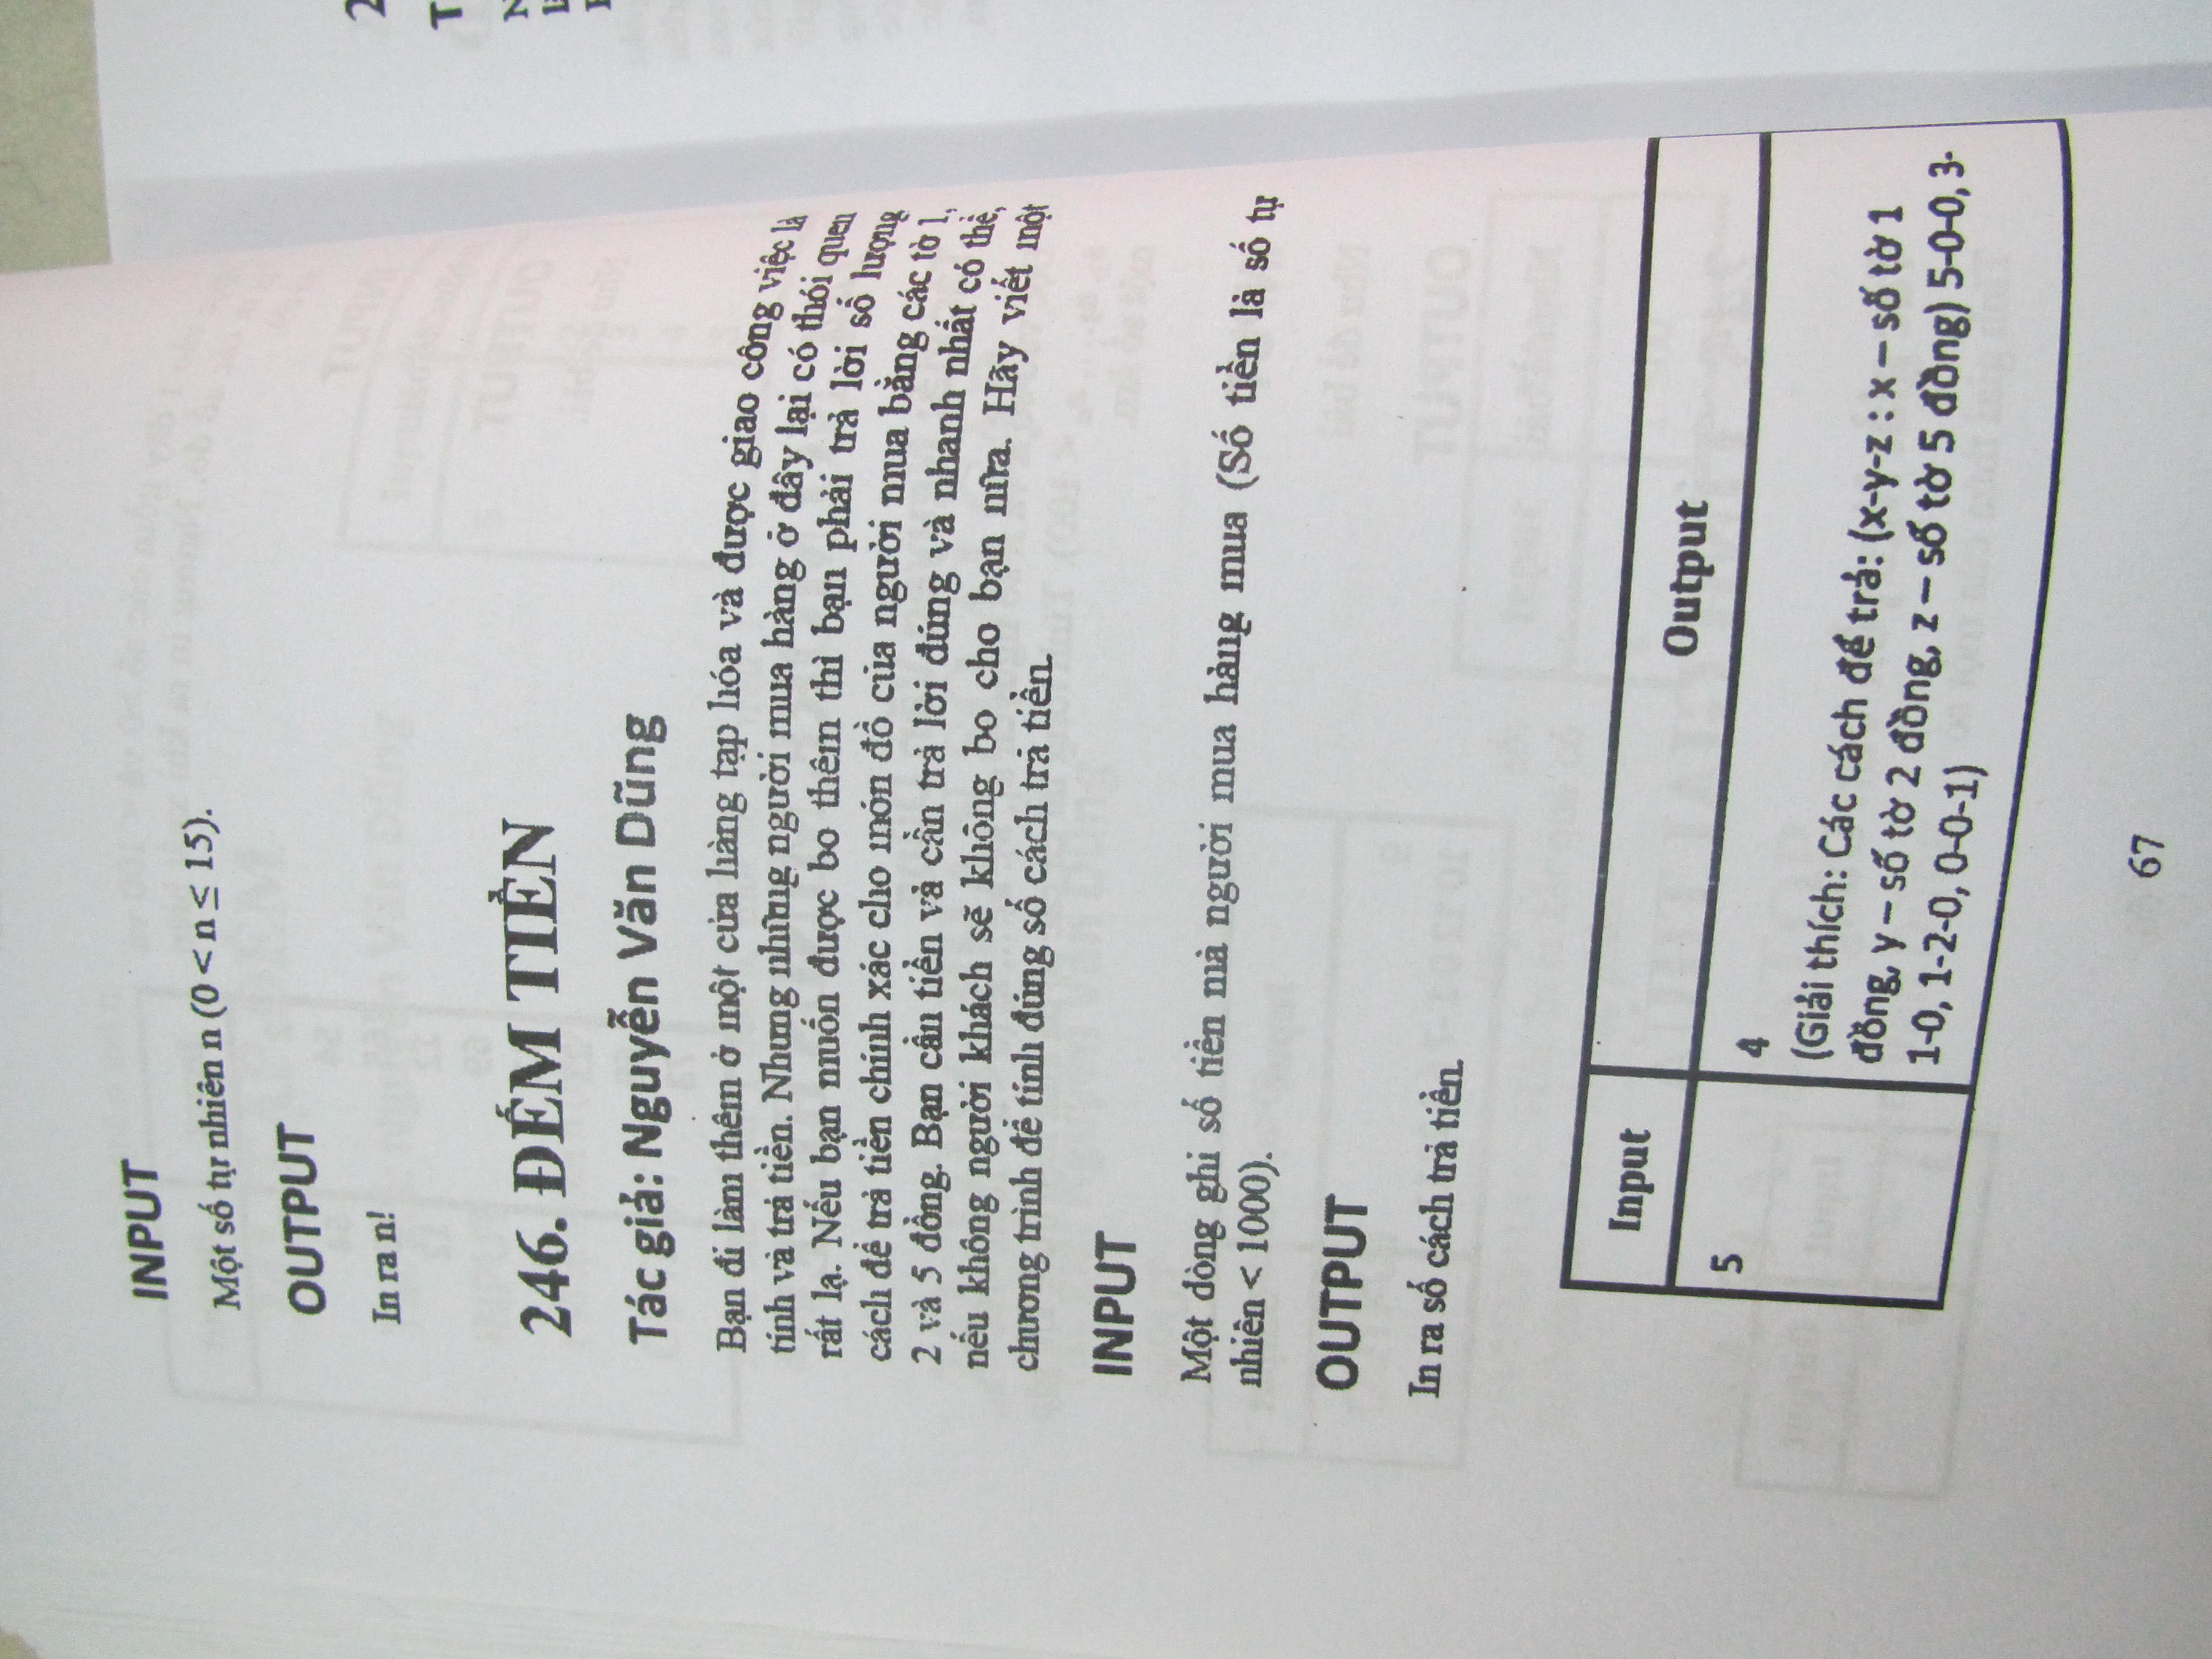 INPUT
Một số tự nhiên n (0 < n ≤ 15).
OUTPUT
In ra n!
246. ĐẾM TIỀN
Tác giả: Nguyễn Văn Dũng
Bạn đi làm thêm ở một cửa hàng tạp hóa và được giao công việc là
tính và trả tiền. Nhưng những người mua hàng ở đây lại có thói quen
rất lạ. Nếu bạn muốn được bo thêm thì bạn phải trả lời số lượng
cách để trả tiền chính xác cho món đồ của người mua bằng các tờ 1,
2 và 5 đồng. Bạn cần tiền và cần trả lời đúng và nhanh nhất có thể,
nếu không người khách sẽ không bo cho bạn nữa. Hãy viết một
chương trình để tính đúng số cách trả tiền.
INPUT
Một dòng ghi số tiền mà người mua hàng mua (Số tiền là số tự
nhiên < 1000).
OUTPUT
In ra số cách trả tiền.
Input Output
5 4
(Giải thích: Các cách để trả: (x-y-z : x – số tờ 1
đồng, y – số tờ 2 đồng, z – số tờ 5 đồng) 5-0-0, 3-
1-0, 1-2-0, 0-0-1)
67